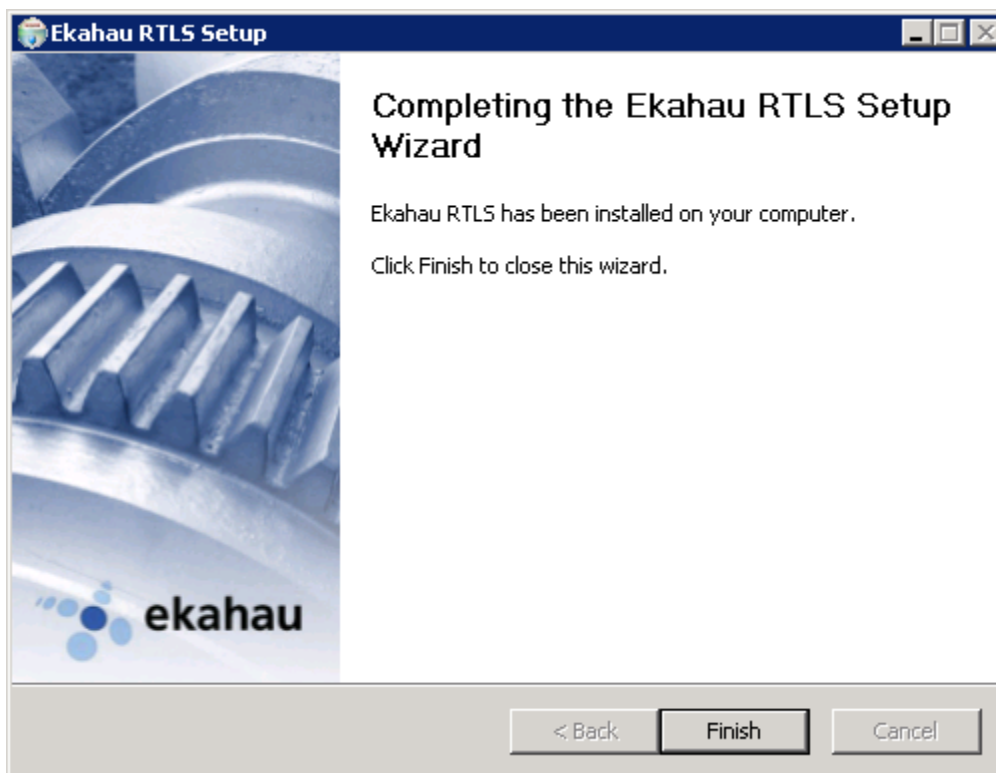 Ekahau RTLS Setup
Completing the Ekahau RTLS Setup
Wizard
Ekahau RTLS has been installed on your computer.
Click Finish to close this wizard.
ekahau
< Back
Finish
Cancel